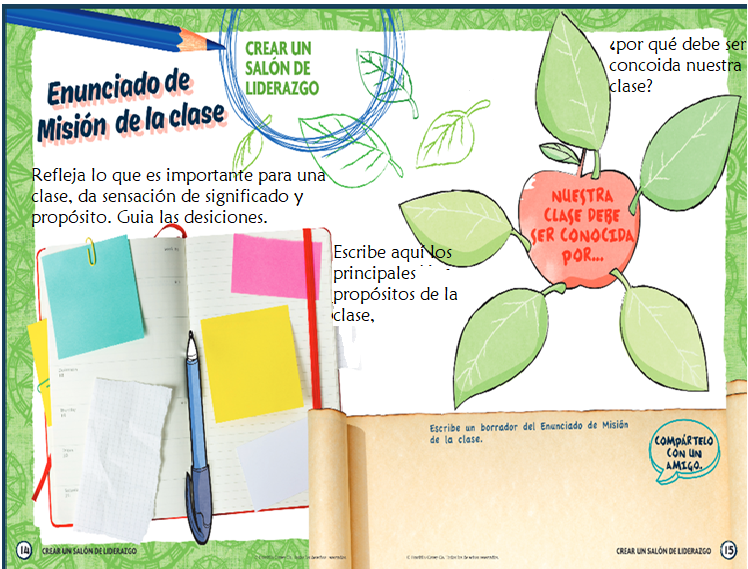 CREAR UN
SALÓN DE
LIDERAZGO
Enunciado de
Misión de la clase
Refleja lo que es importante para una
clase, da sensación de significado y
propósito. Guia las desiciones.
Escribe aquí los
principales
propósitos de la
clase,
¿por qué debe ser
concoida nuestra
clase?
NUESTRA
CLASE DEBE
SER CONOCIDA
POR...
Escribe un borrador del Enunciado de Misión
de la clase.
COMPÁRTELO
CON UN
AMIGO.
14 CREAR UN SALÓN DE LIDERAZGO
CREAR UN SALÓN DE LIDERAZGO 15